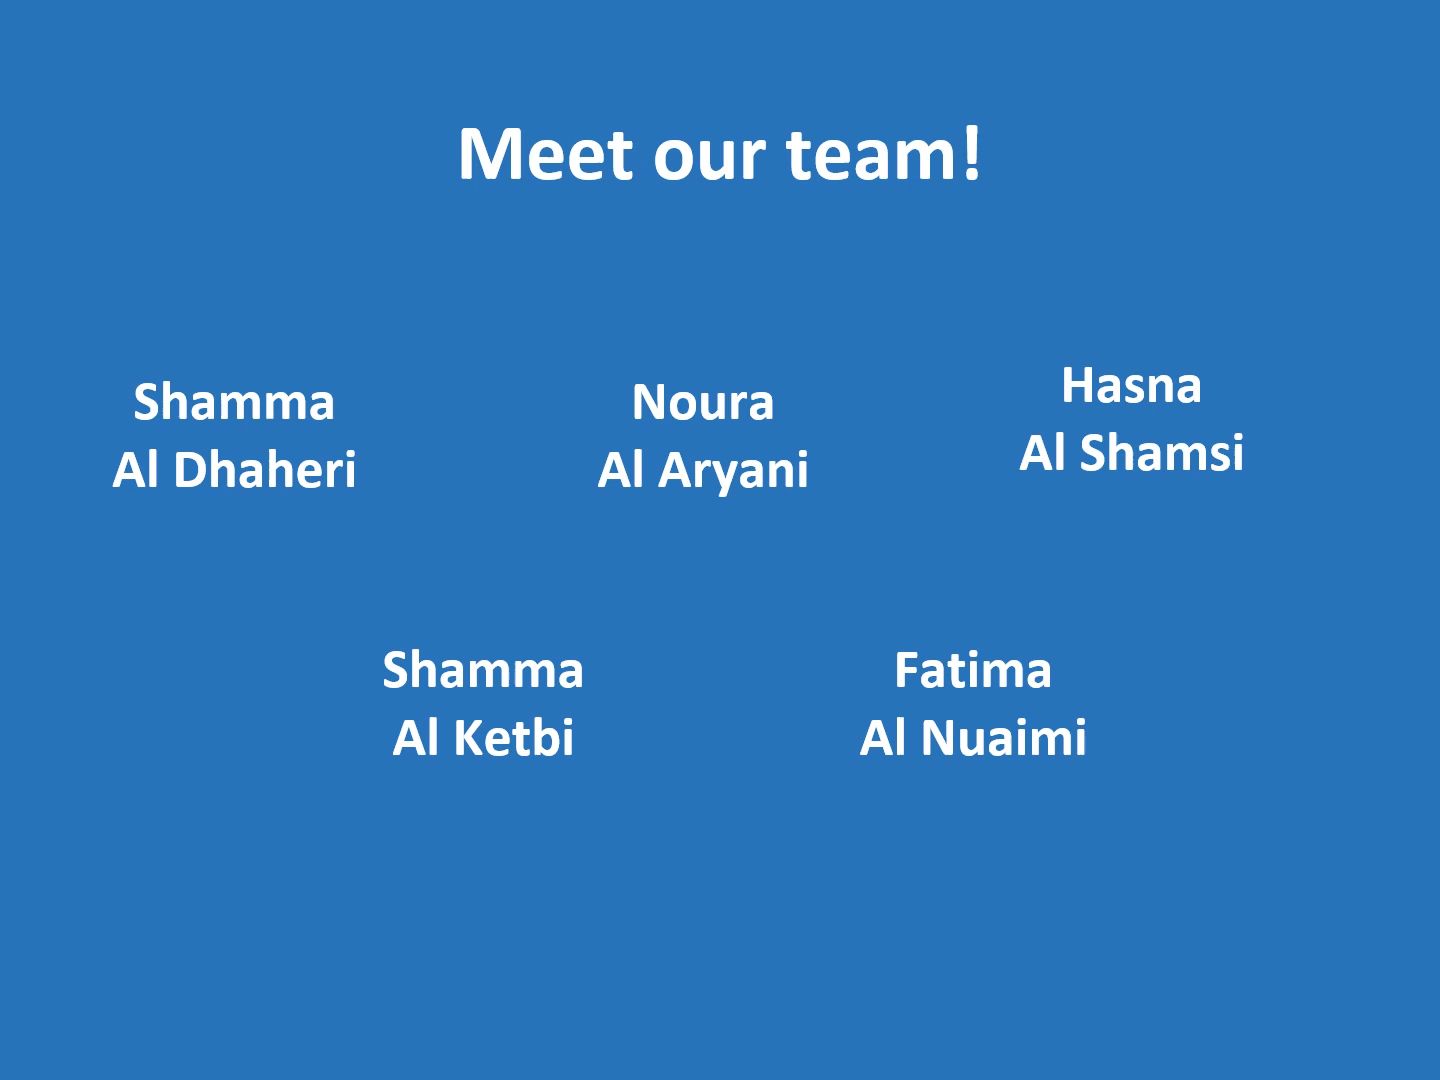 Meet our team!
Shamma
Al Dhaheri
Noura
Al Aryani
Hasna
Al Shamsi
Shamma
Al Ketbi
Fatima
Al Nuaimi